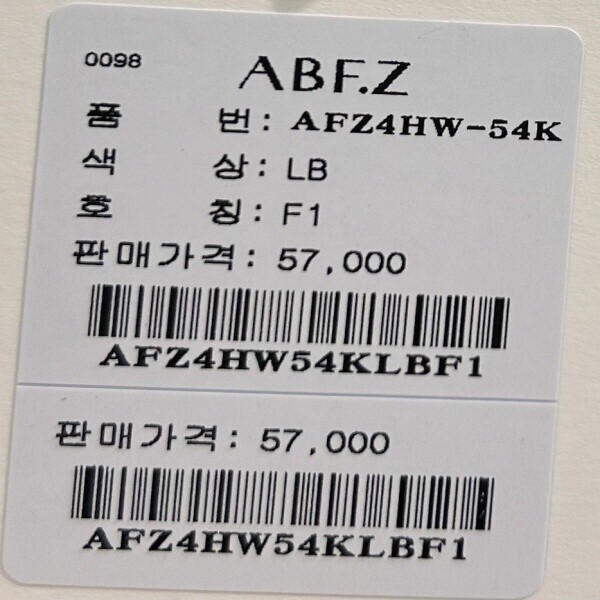 0098 ABF.Z
품 번: AFZ4HW-54K
색 상: LB
호 칭: F1
판매가격: 57,000
AFZ4HW54KLBF1
판매가격: 57,000
AFZ4HW54KLBF1